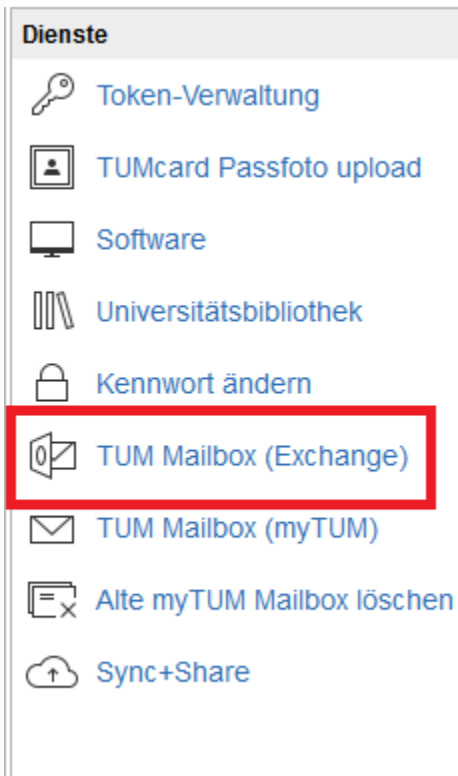 Dienste
Token-Verwaltung
TUMcard Passfoto upload
Software
Universitätsbibliothek
Kennwort ändern
TUM Mailbox (Exchange)
TUM Mailbox (myTUM)
Alte myTUM Mailbox löschen
Sync+Share